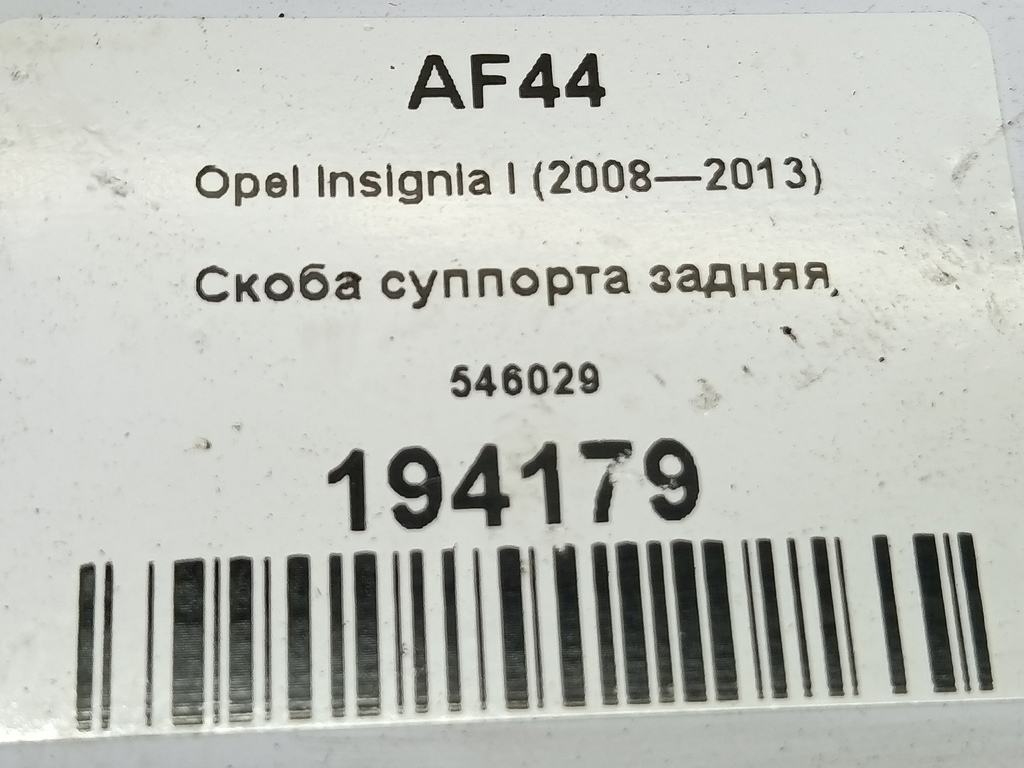 AF44
Opel Insignia I (2008—2013)
Скоба суппорта задняя,
546029
194179